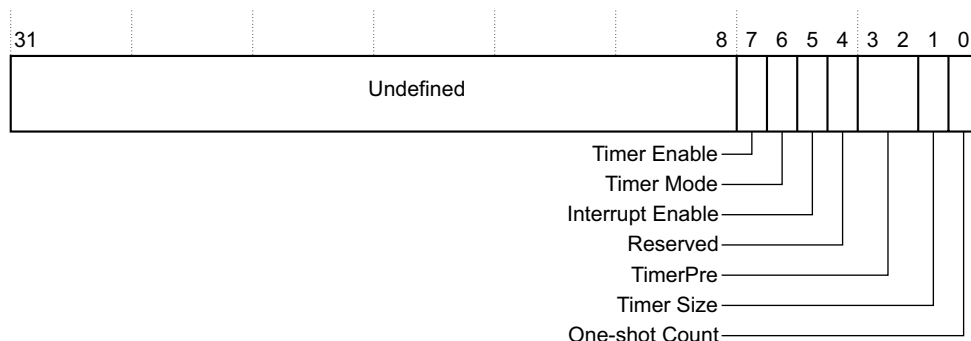 31 8 7 6 5 4 3 2 1 0
Undefined
Timer Enable
Timer Mode
Interrupt Enable
Reserved
TimerPre
Timer Size
One-shot Count